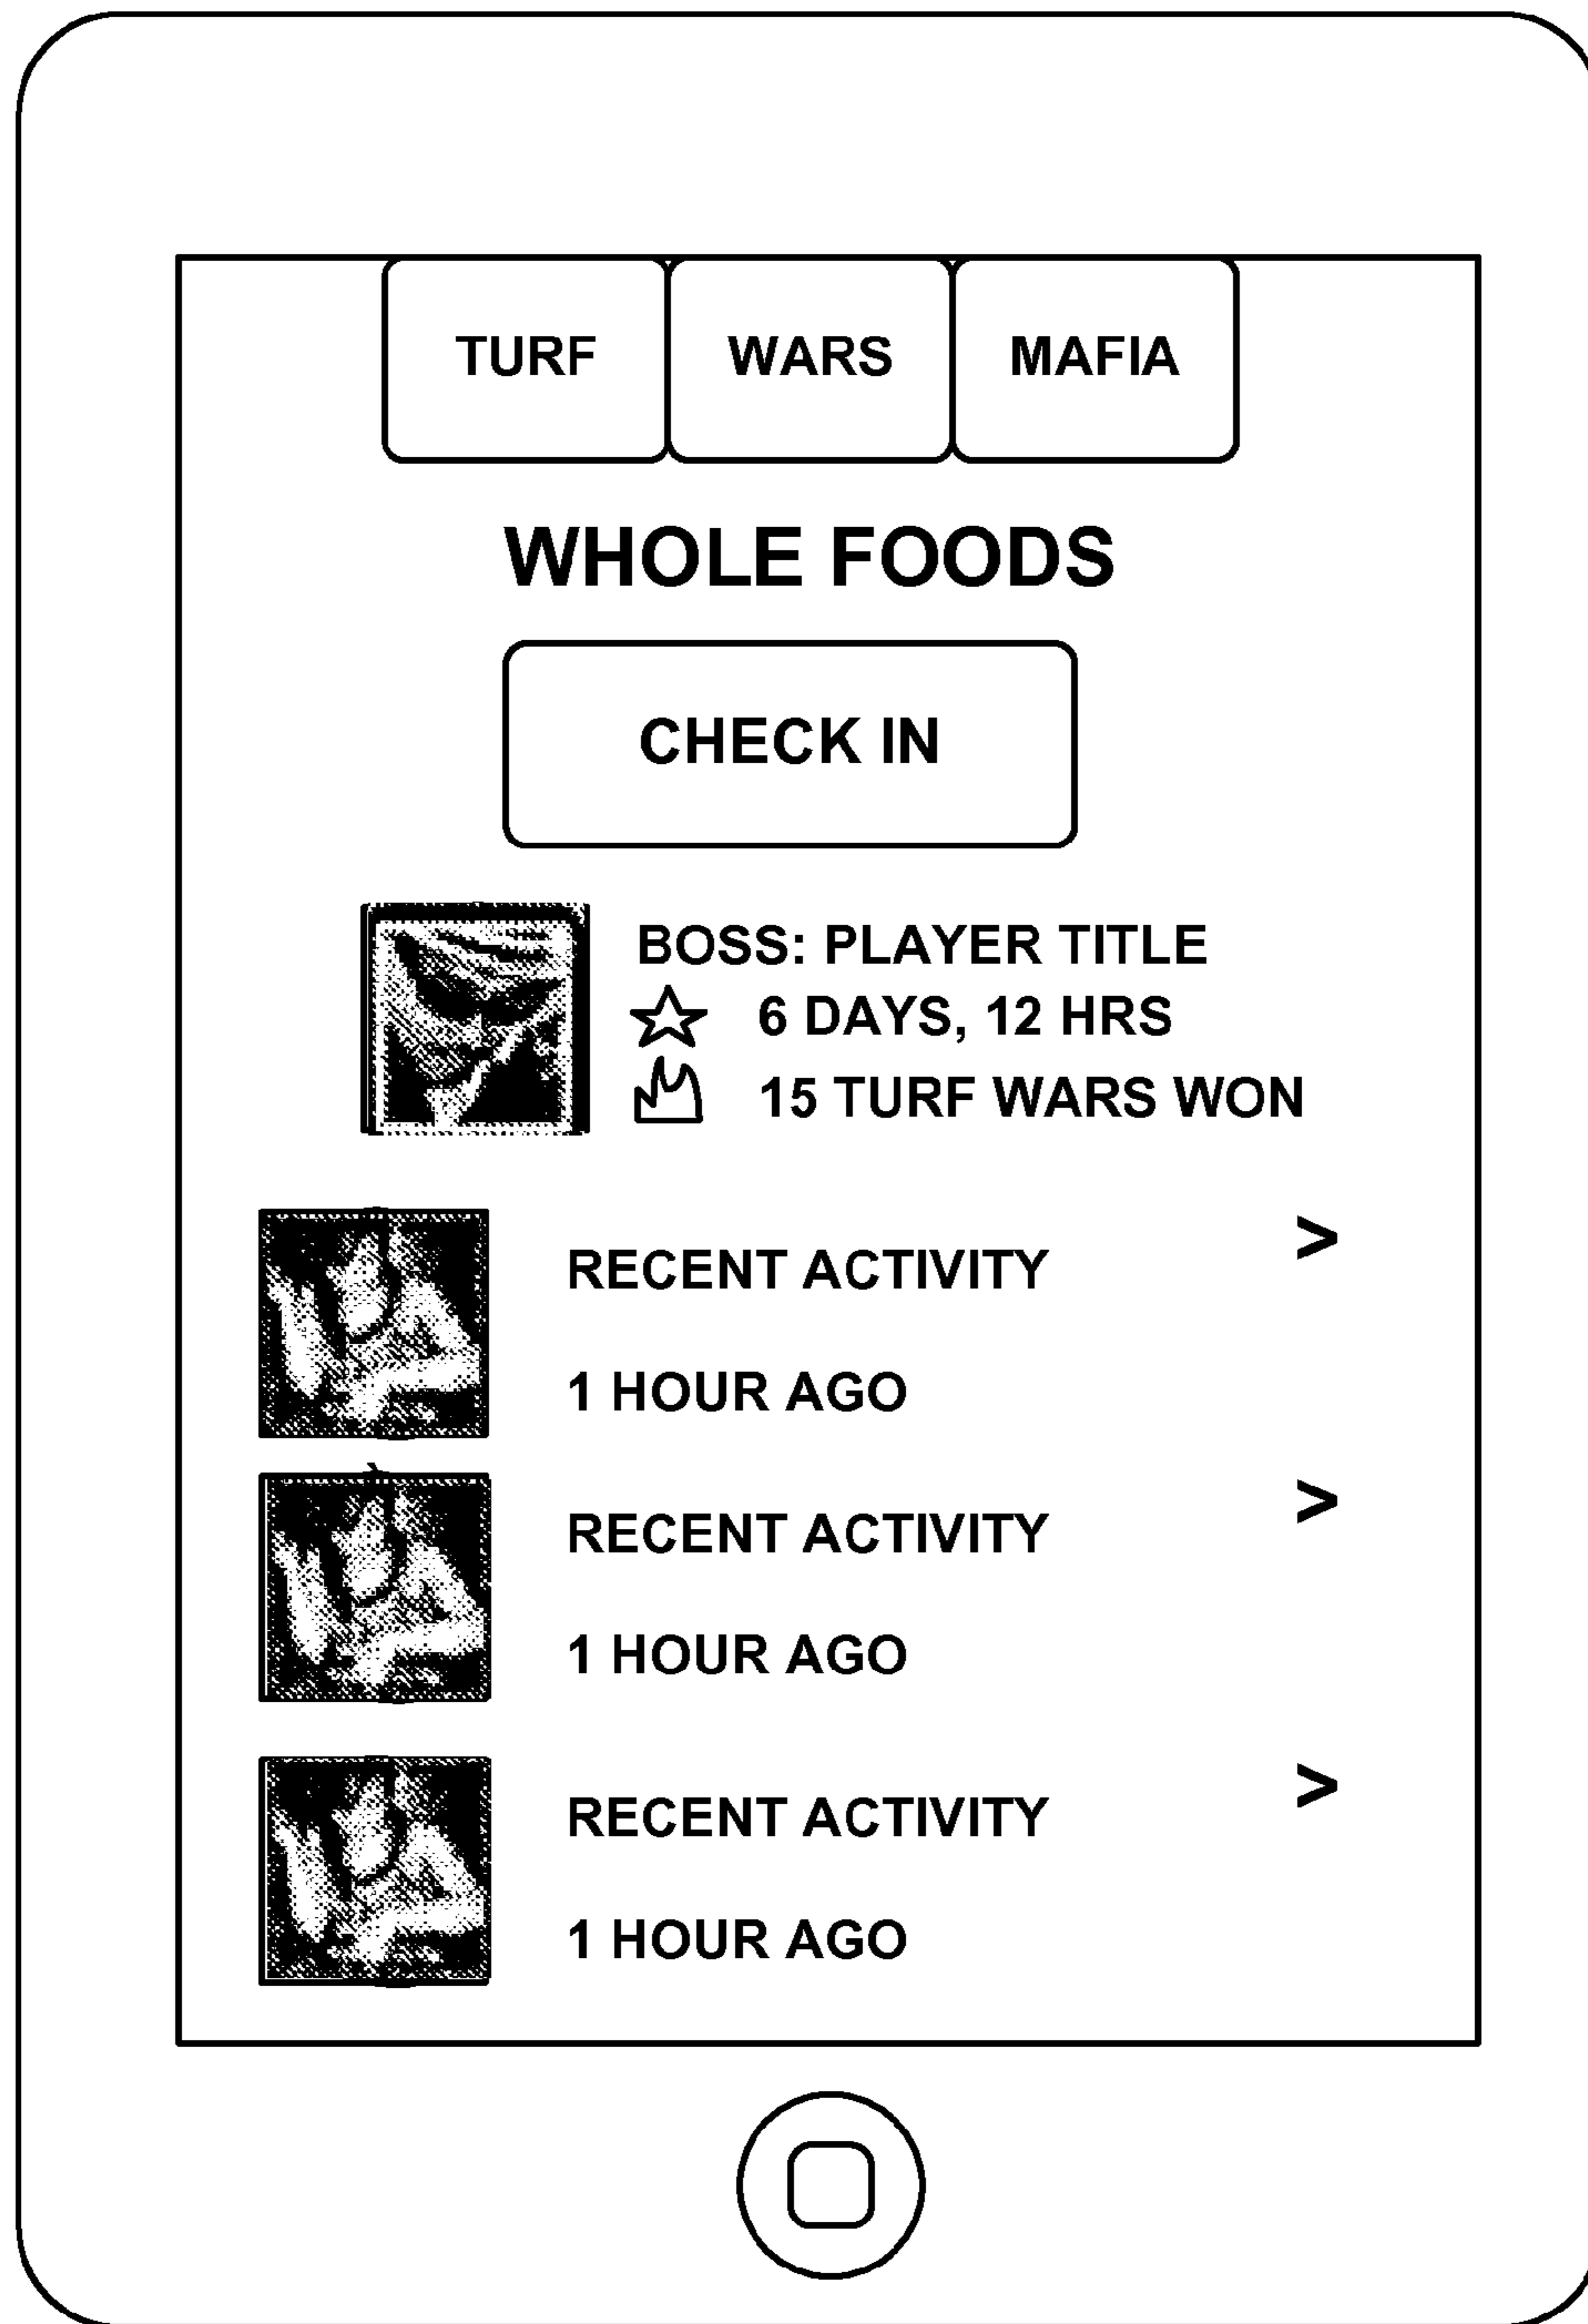 TURF WARS MAFIA
WHOLE FOODS
CHECK IN
BOSS: PLAYER TITLE
6 DAYS, 12 HRS
15 TURF WARS WON
RECENT ACTIVITY >
1 HOUR AGO
RECENT ACTIVITY >
1 HOUR AGO
RECENT ACTIVITY >
1 HOUR AGO